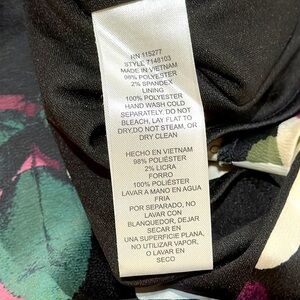 RN 115277
STYLE 7148103
MADE IN VIETNAM
98% POLYESTER
2% SPANDEX
LINING
100% POLYESTER
HAND WASH COLD
SEPARATELY. DO NOT
BLEACH, LAY FLAT TO
DRY.DO NOT STEAM, OR
DRY CLEAN
HECHO EN VIETNAM
98% POLIÉSTER
2% LICRA
FORRO
100% POLIÉSTER
LAVAR A MANO EN AGUA
FRIA
POR SEPARADO, NO
LAVAR CON
BLANQUEDOR, DEJAR
SECAR EN
UNA SUPERFICIE PLANA,
NO UTILIZAR VAPOR,
O LAVAR EN
SECO